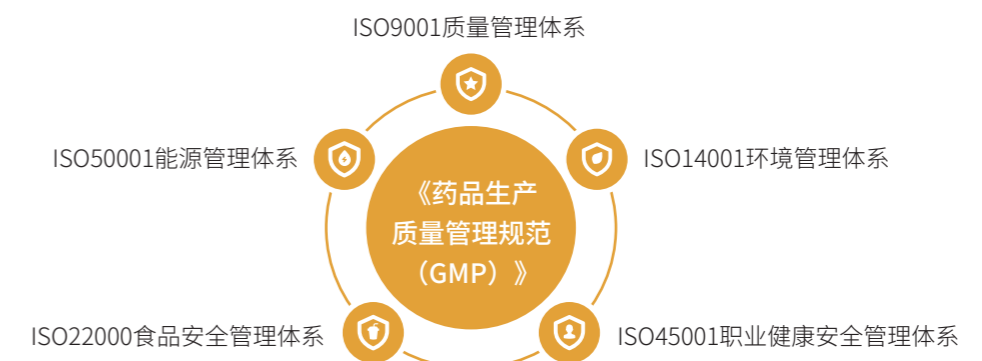 ISO9001质量管理体系
ISO50001能源管理体系
ISO14001环境管理体系
《药品生产
质量管理规范
（GMP）》
ISO22000食品安全管理体系
ISO45001职业健康安全管理体系